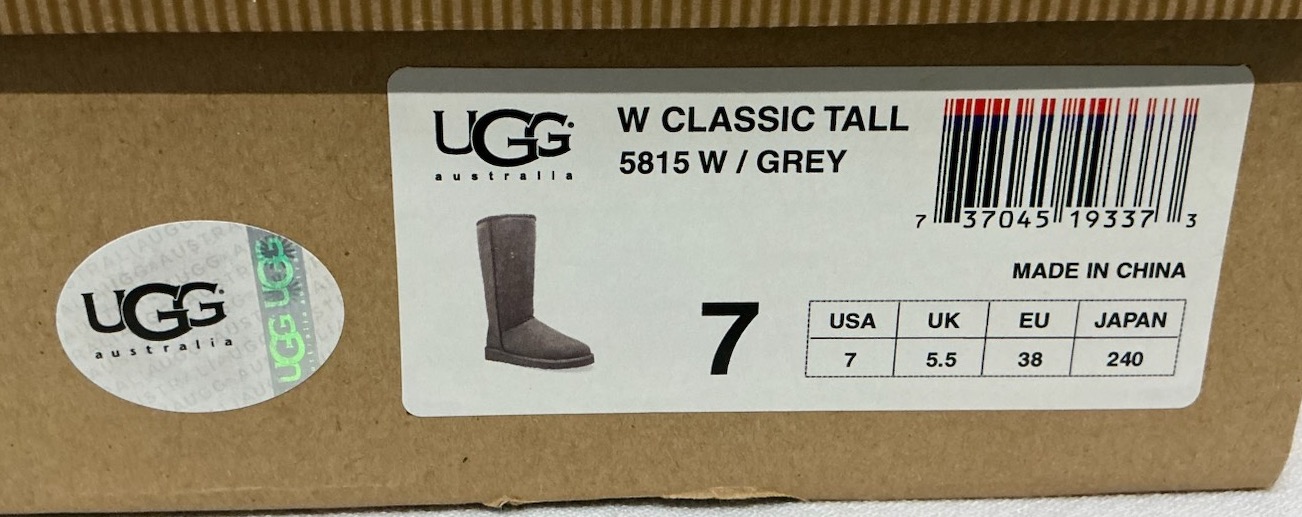 UGG
australia
W CLASSIC TALL
5815 W / GREY
7 37045 19337 3
MADE IN CHINA
7
USA UK EU JAPAN
7 5.5 38 240
UGG
australia
UGG UGG